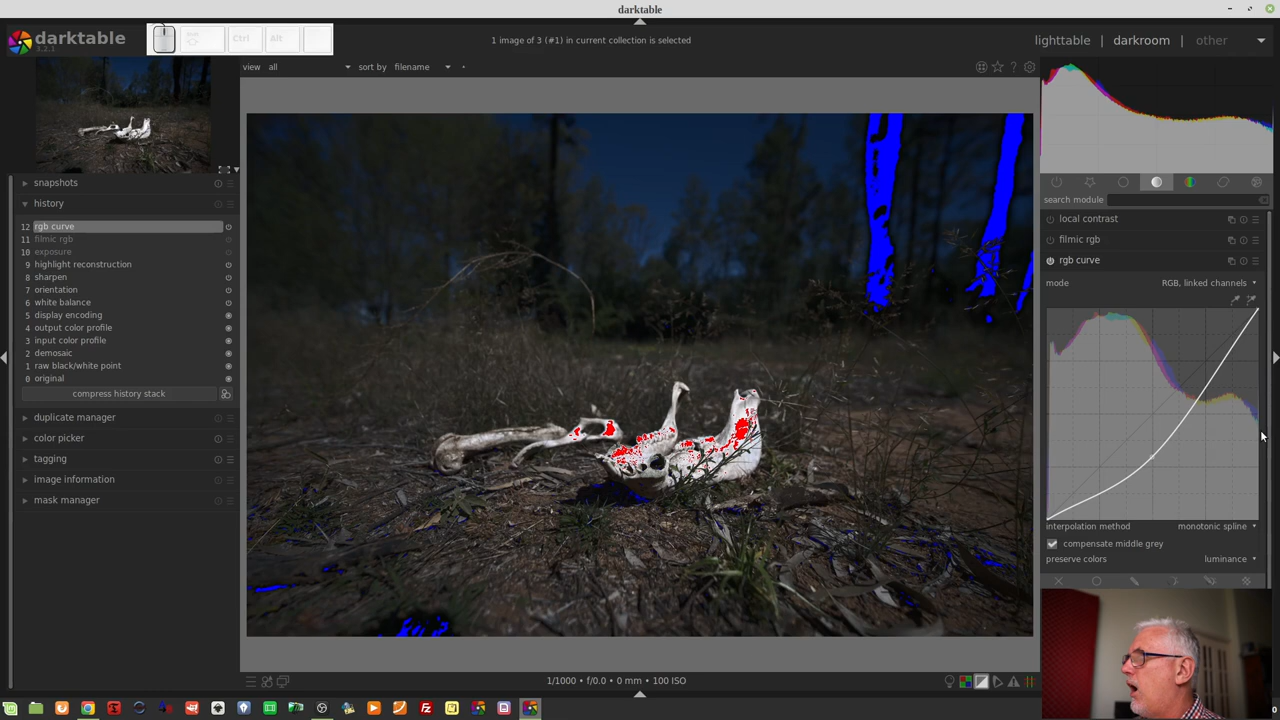 darktable
darktable
3.2.1
Ctrl
Alt
1 image of 3 (#1) in current collection is selected
lighttable | darkroom | other
view all
sort by filename
snapshots
history
12 rgb curve
11 filmic rgb
10 exposure
9 highlight reconstruction
8 sharpen
7 orientation
6 white balance
5 display encoding
4 output color profile
3 input color profile
2 demosaic
1 raw black/white point
0 original
compress history stack
duplicate manager
color picker
tagging
image information
mask manager
search module
local contrast
filmic rgb
rgb curve
mode RGB, linked channels
interpolation method monotonic spline
compensate middle grey
preserve colors luminance
1/1000 • f/0.0 • 0 mm • 100 ISO